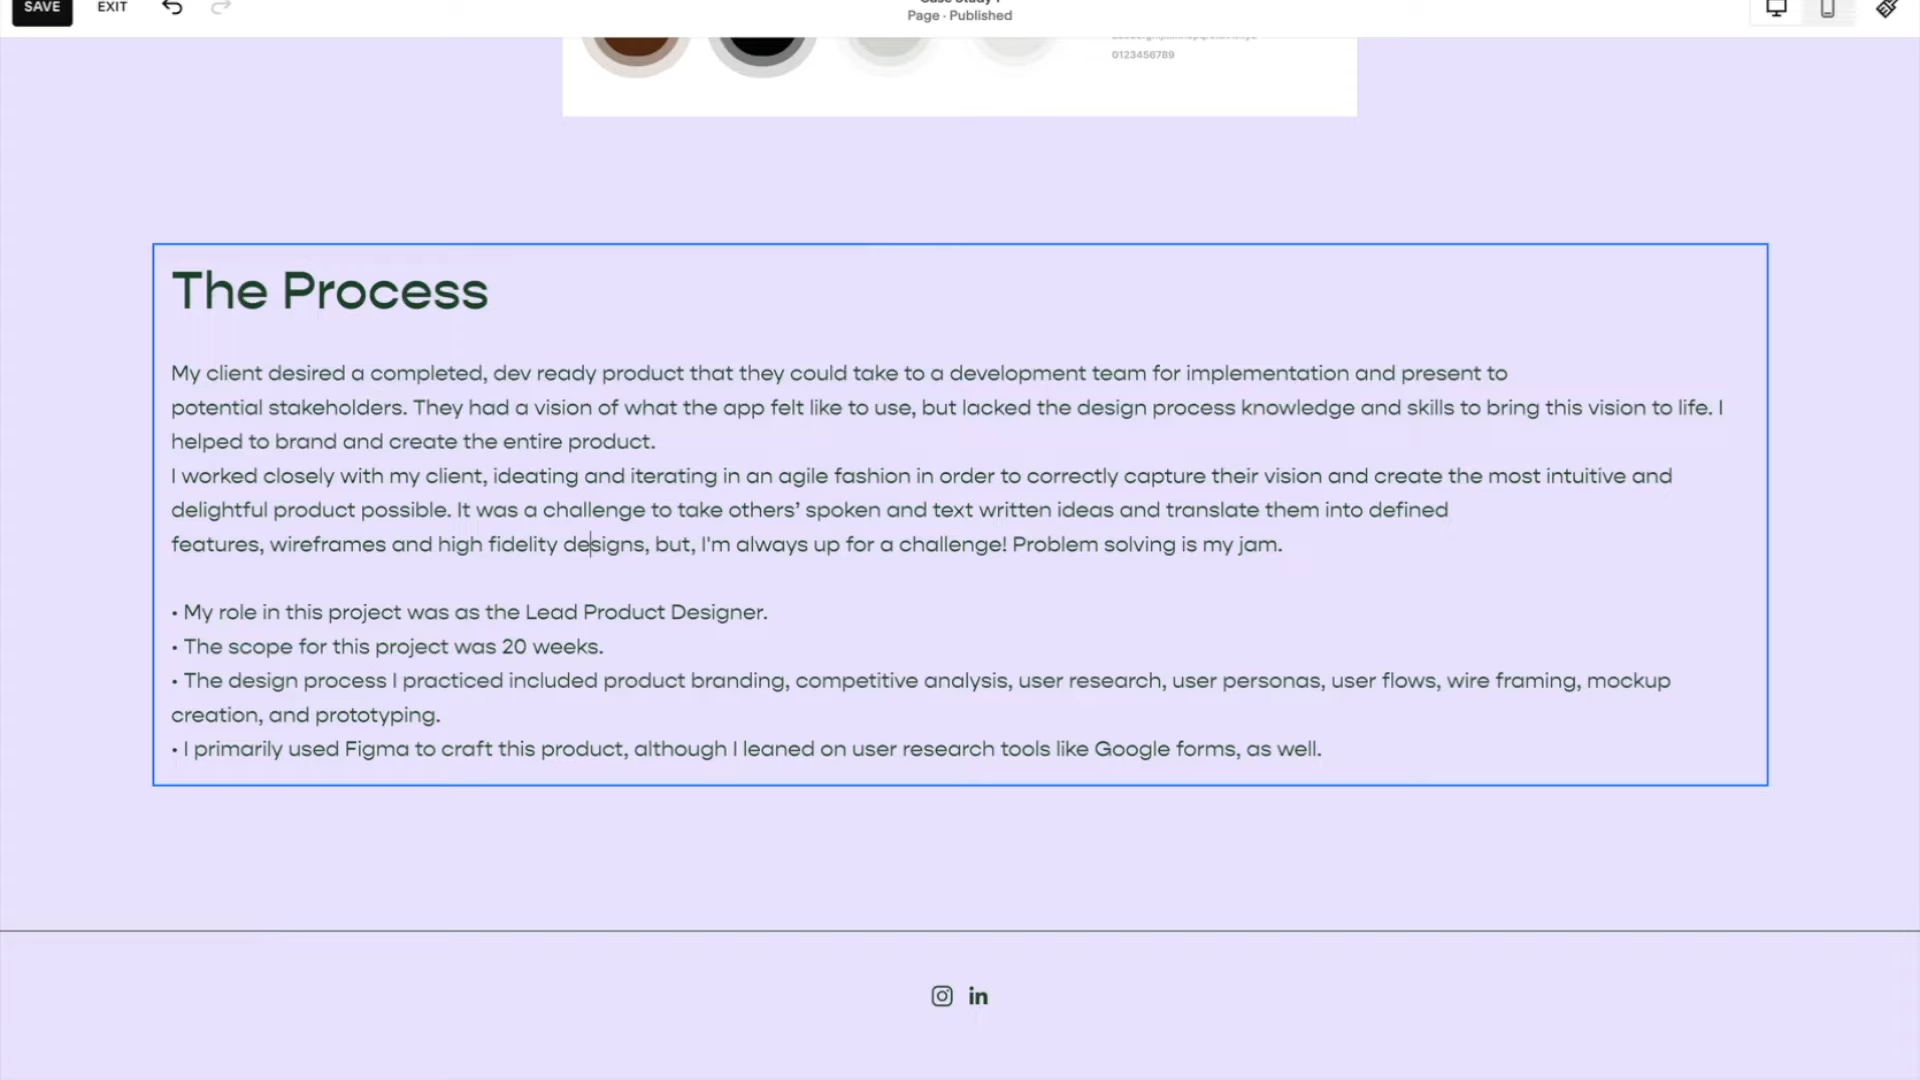 SAVE EXIT
Page · Published
0123456789
The Process
My client desired a completed, dev ready product that they could take to a development team for implementation and present to
potential stakeholders. They had a vision of what the app felt like to use, but lacked the design process knowledge and skills to bring this vision to life. I
helped to brand and create the entire product.
I worked closely with my client, ideating and iterating in an agile fashion in order to correctly capture their vision and create the most intuitive and
delightful product possible. It was a challenge to take others’ spoken and text written ideas and translate them into defined
features, wireframes and high fidelity designs, but, I'm always up for a challenge! Problem solving is my jam.
• My role in this project was as the Lead Product Designer.
• The scope for this project was 20 weeks.
• The design process I practiced included product branding, competitive analysis, user research, user personas, user flows, wire framing, mockup
creation, and prototyping.
• I primarily used Figma to craft this product, although I leaned on user research tools like Google forms, as well.
in